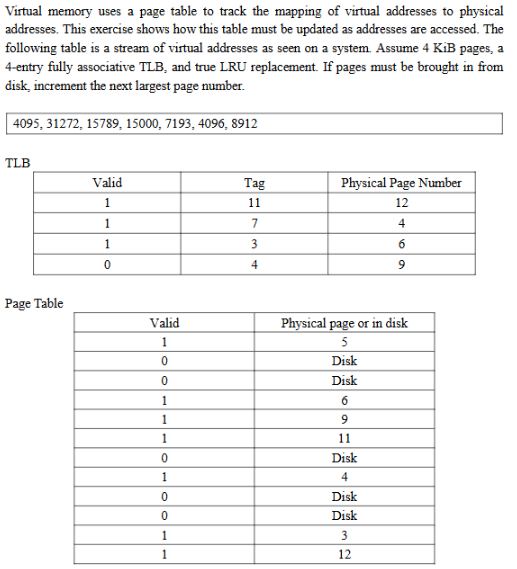 Virtual memory uses a page table to track the mapping of virtual addresses to physical
addresses. This exercise shows how this table must be updated as addresses are accessed. The
following table is a stream of virtual addresses as seen on a system. Assume 4 KiB pages, a
4-entry fully associative TLB, and true LRU replacement. If pages must be brought in from
disk, increment the next largest page number.
4095, 31272, 15789, 15000, 7193, 4096, 8912
TLB
Valid Tag Physical Page Number
1 11 12
1 7 4
1 3 6
0 4 9
Page Table
Valid Physical page or in disk
1 5
0 Disk
0 Disk
1 6
1 9
1 11
0 Disk
1 4
0 Disk
0 Disk
1 3
1 12